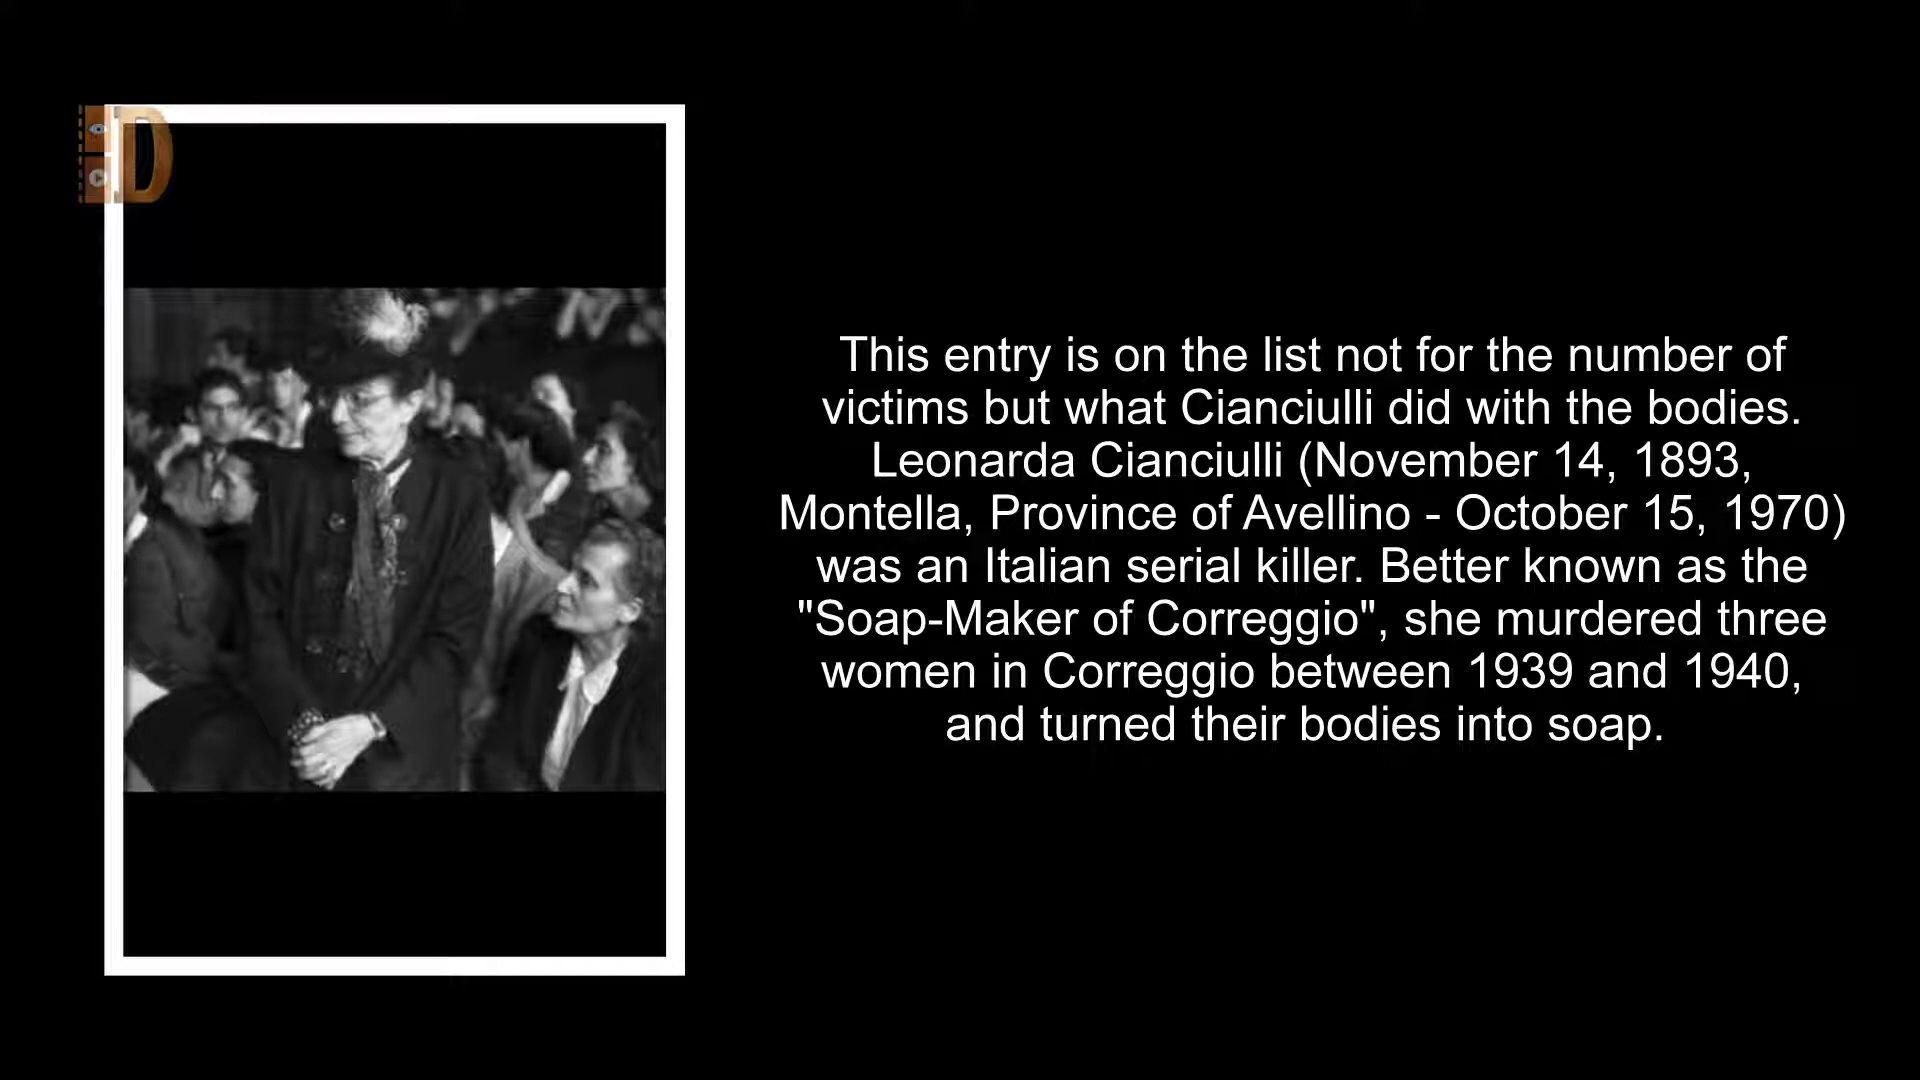 D
This entry is on the list not for the number of
victims but what Cianciulli did with the bodies.
Leonarda Cianciulli (November 14, 1893,
Montella, Province of Avellino - October 15, 1970)
was an Italian serial killer. Better known as the
"Soap-Maker of Correggio", she murdered three
women in Correggio between 1939 and 1940,
and turned their bodies into soap.